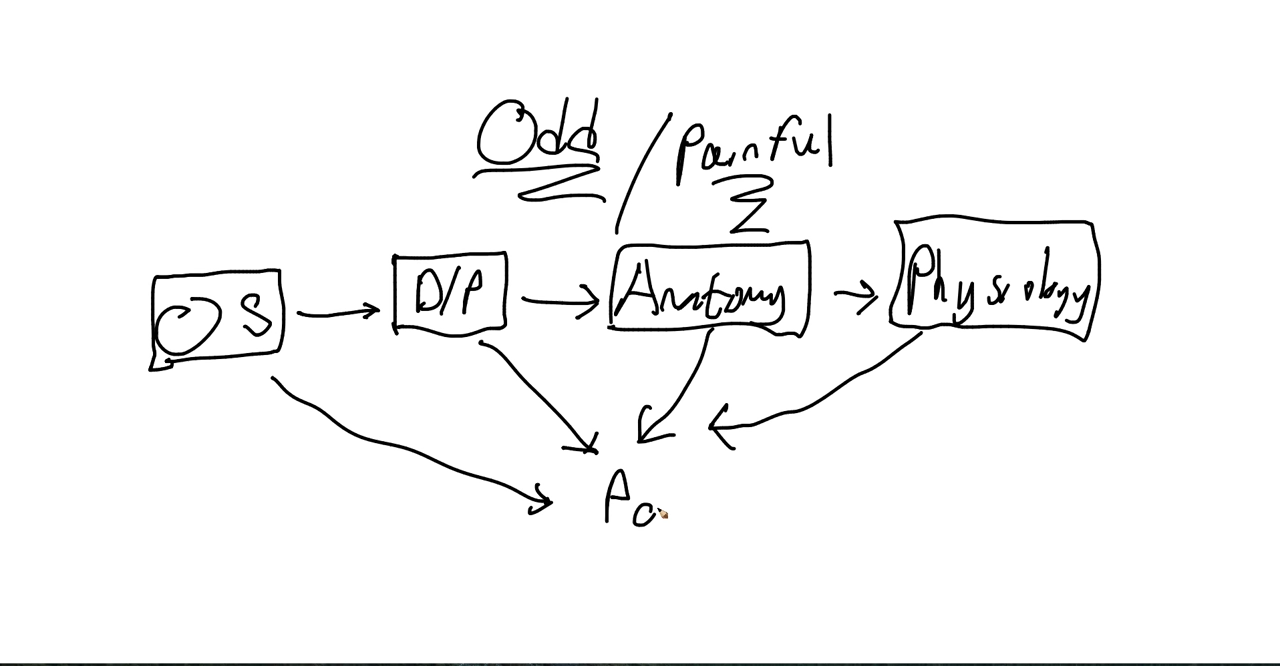 Odd / Painful
OS → D/P → Anatomy → Physiology
Pa